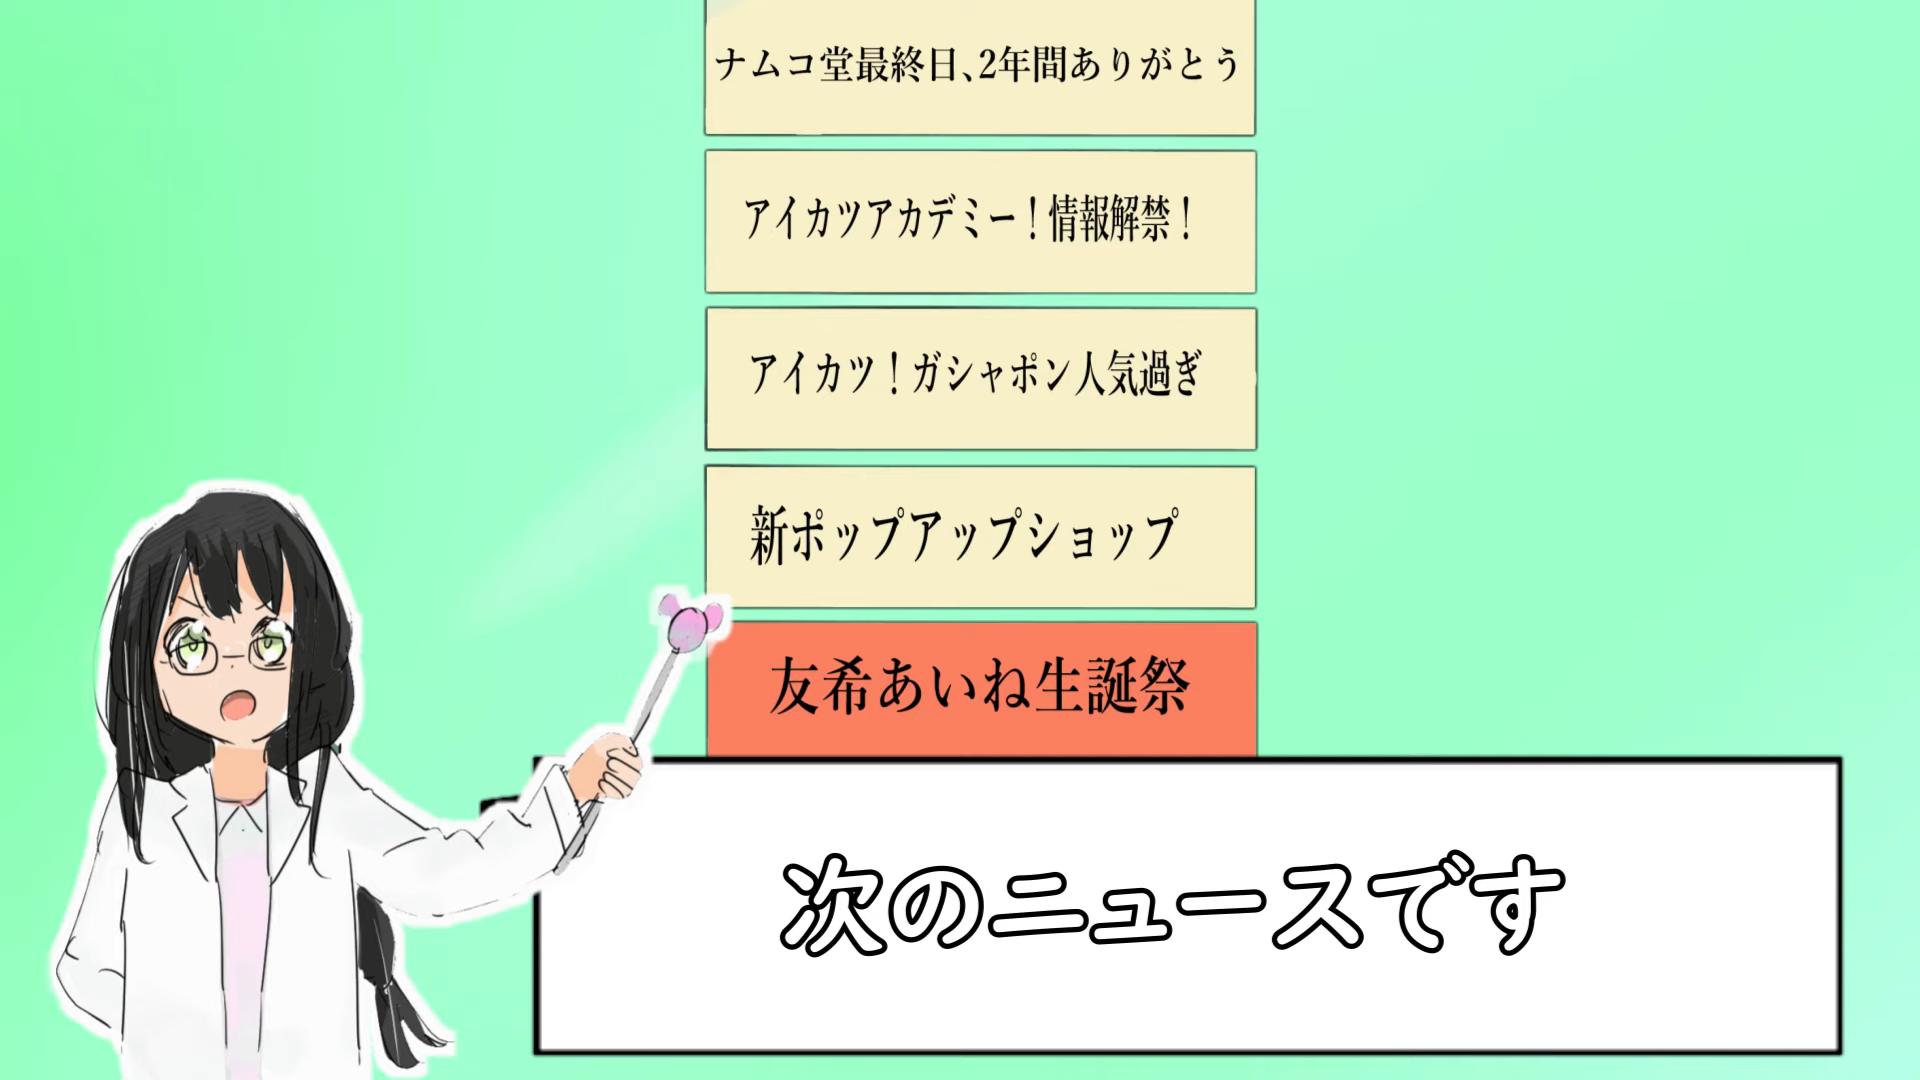 ナムコ堂最終日、2年間ありがとう
アイカツアカデミー！情報解禁！
アイカツ！ガシャポン人気過ぎ
新ポップアップショップ
友希あいね生誕祭
次のニュースです